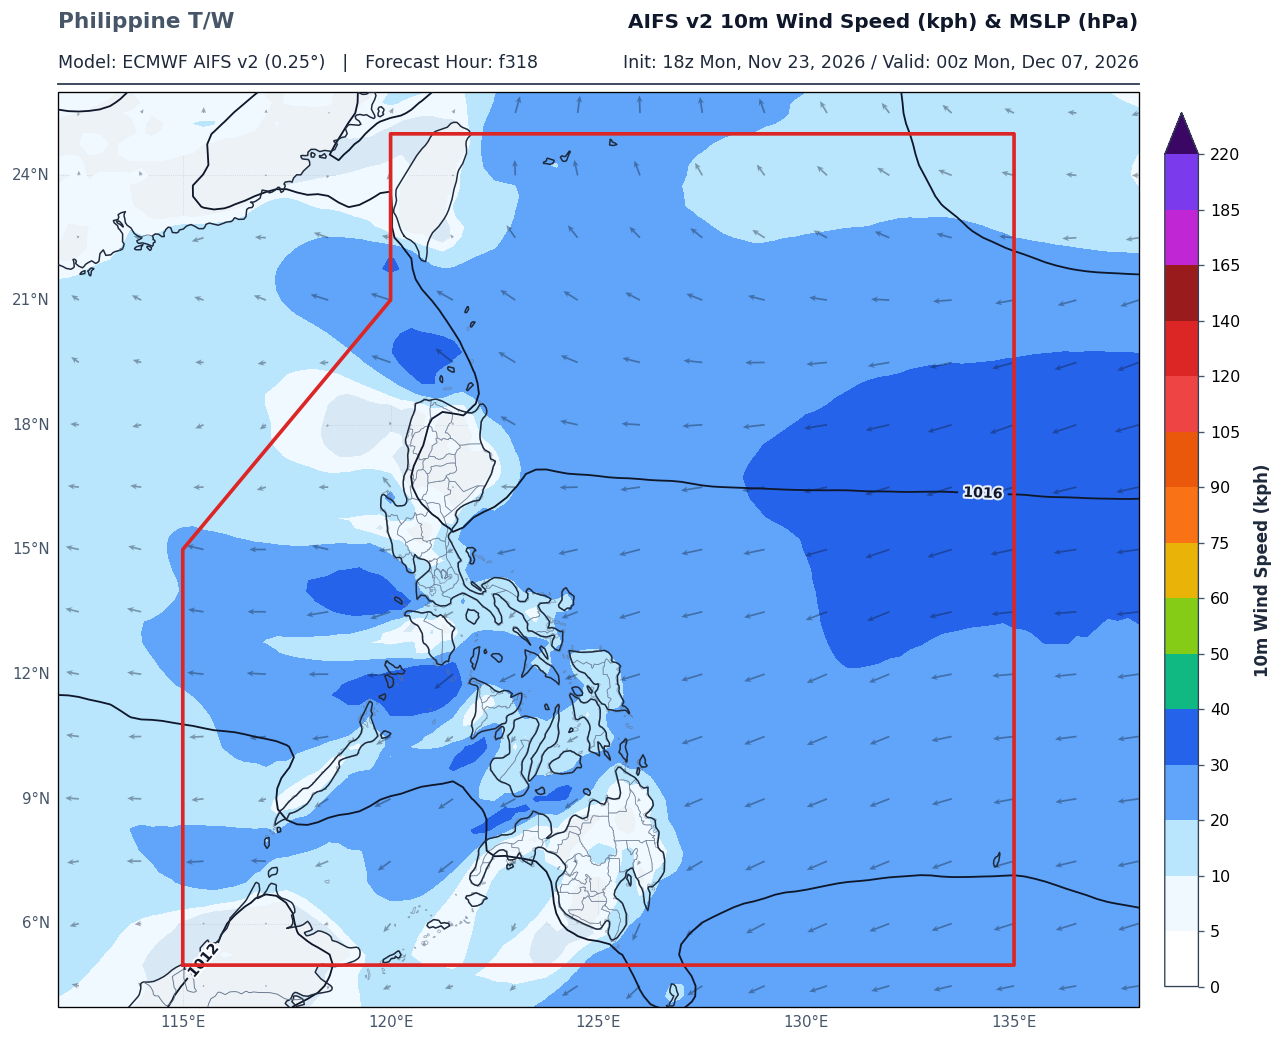 Philippine T/W
AIFS v2 10m Wind Speed (kph) & MSLP (hPa)
Model: ECMWF AIFS v2 (0.25°) | Forecast Hour: f318
Init: 18z Mon, Nov 23, 2026 / Valid: 00z Mon, Dec 07, 2026
24°N
21°N
18°N
15°N
12°N
9°N
6°N
115°E
120°E
125°E
130°E
135°E
1016
1012
220
185
165
140
120
105
90
75
60
50
40
30
20
10
5
0
10m Wind Speed (kph)